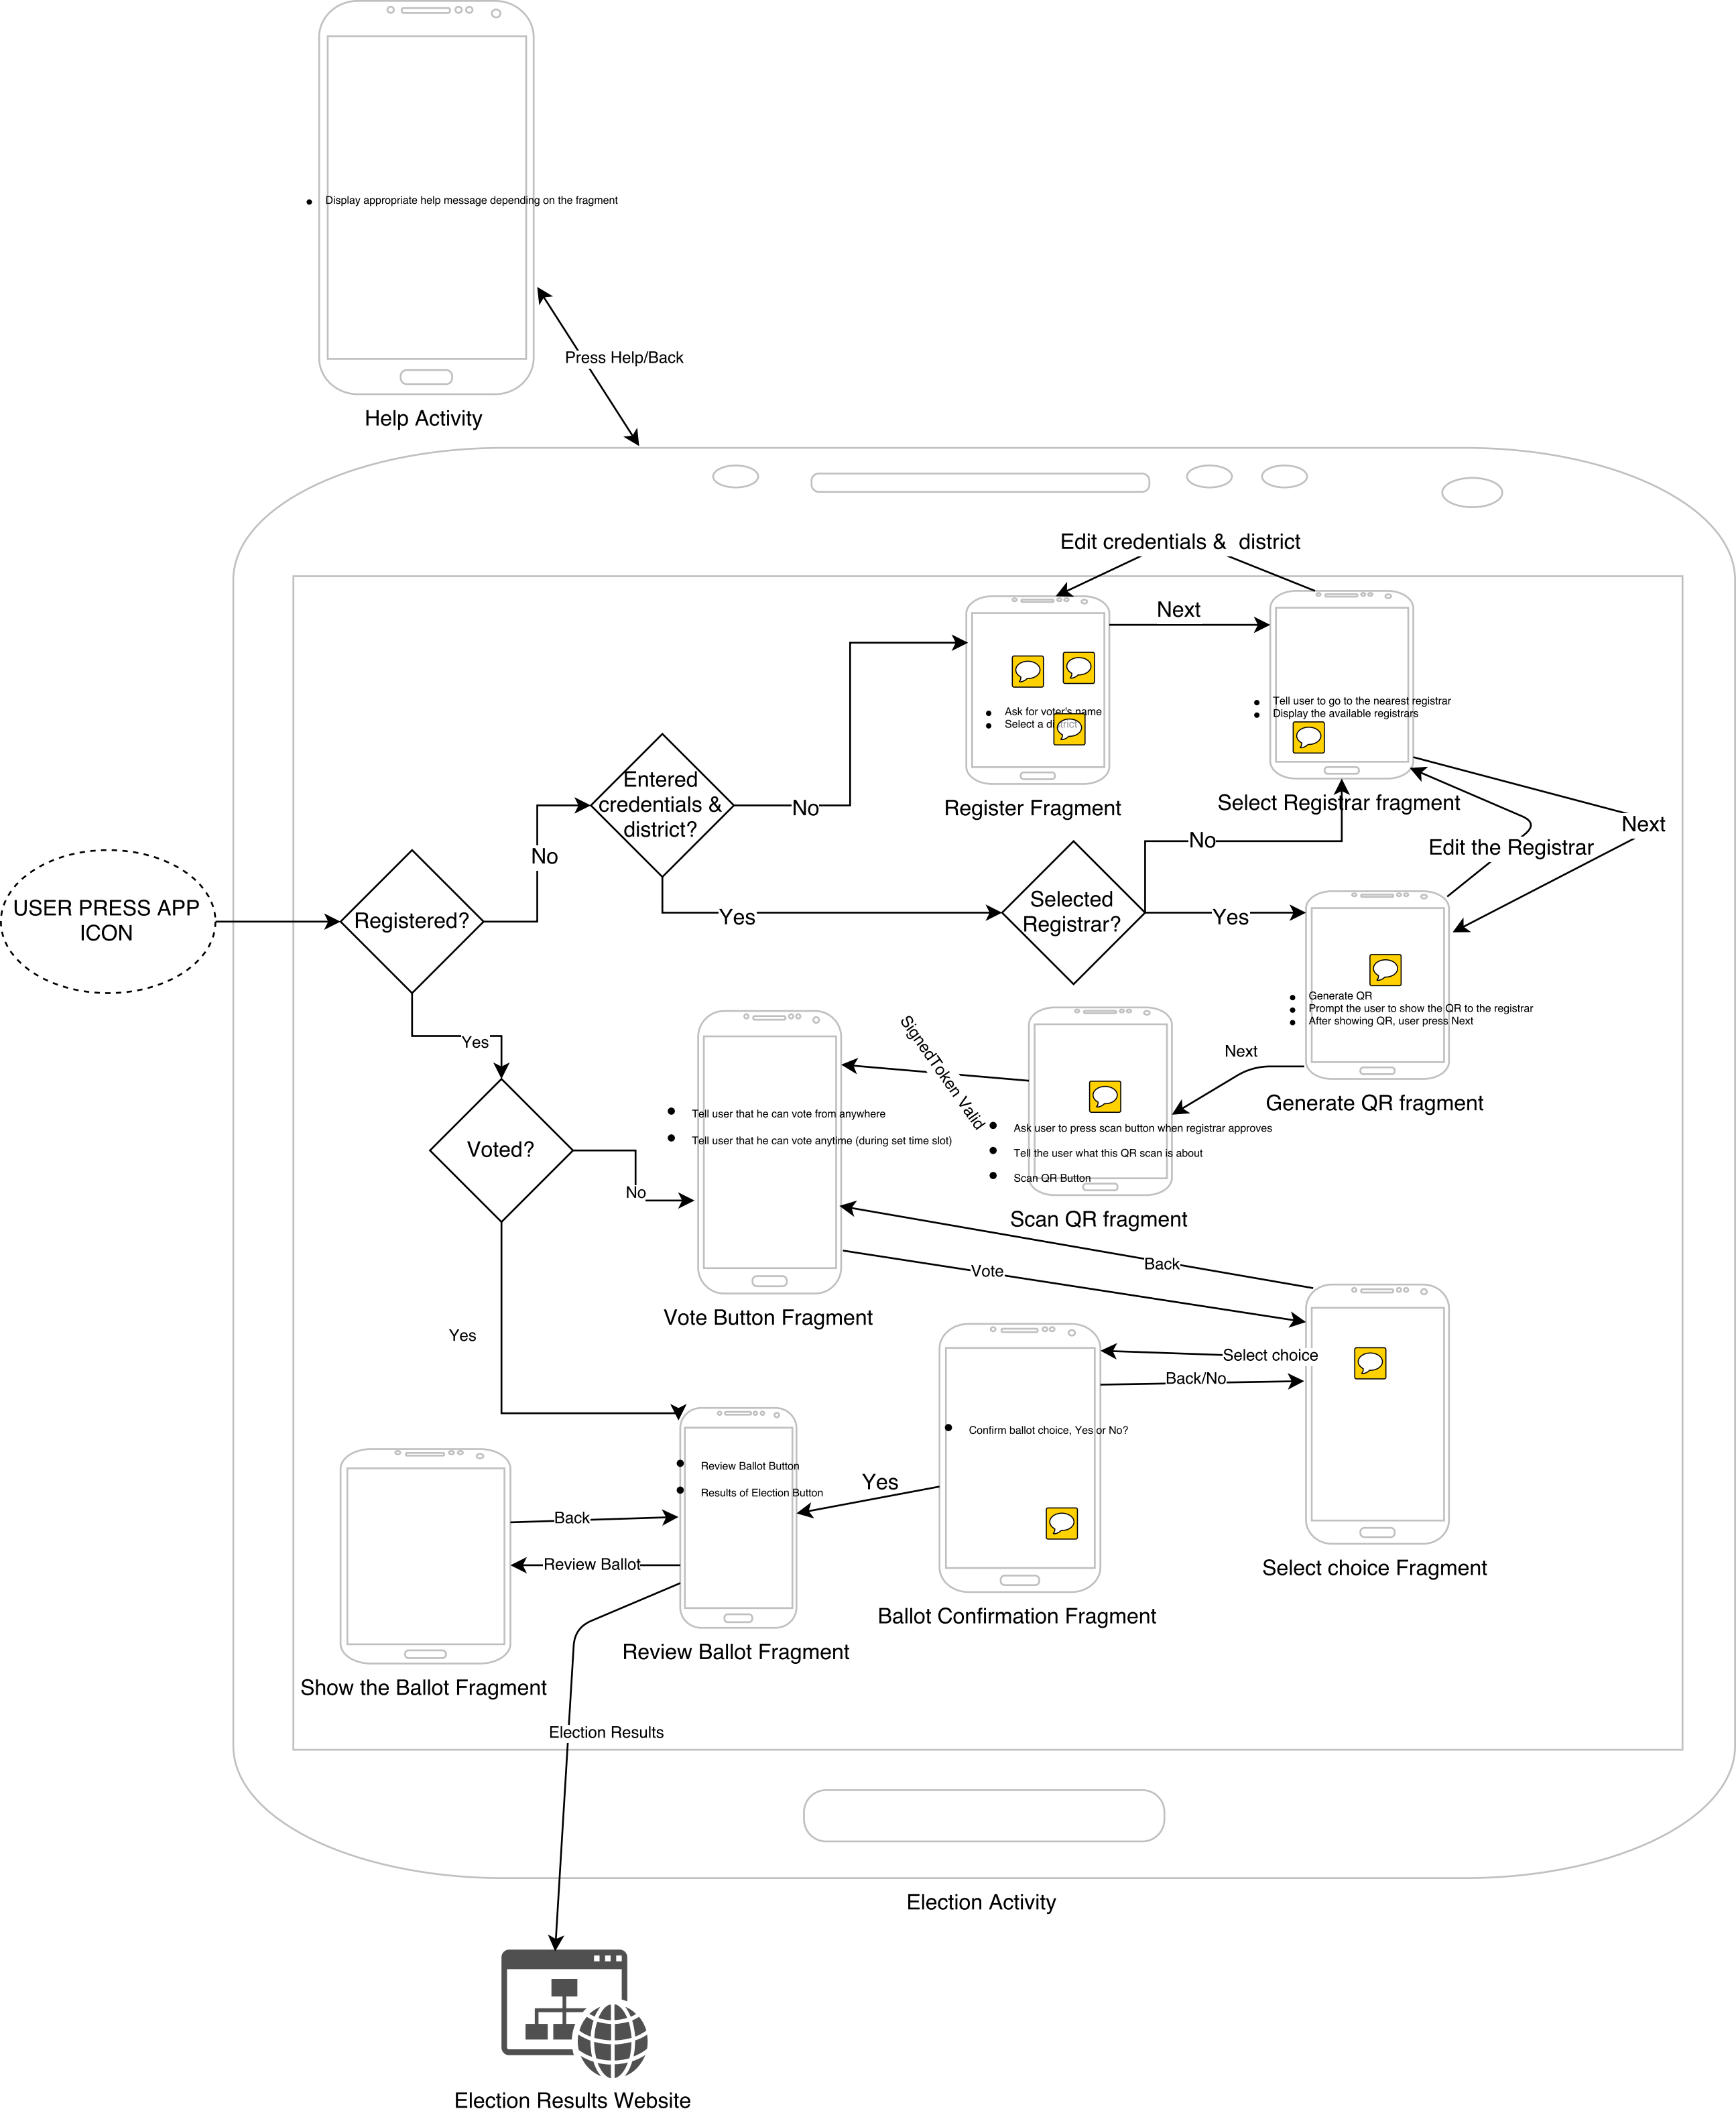 Display appropriate help message depending on the fragment
Press Help/Back
Help Activity
Edit credentials & district
Next
Ask for voter's name
Select a district
Tell user to go to the nearest registrar
Display the available registrars
Register Fragment
Select Registrar fragment
Entered
credentials &
district?
No
No
No
Next
Edit the Registrar
USER PRESS APP
ICON
Registered?
Yes
Selected
Registrar?
Yes
Generate QR
Prompt the user to show the QR to the registrar
After showing QR, user press Next
Yes
SignedToken Valid
Next
Generate QR fragment
Voted?
Tell user that he can vote from anywhere
Tell user that he can vote anytime (during set time slot)
Ask user to press scan button when registrar approves
Tell the user what this QR scan is about
Scan QR Button
No
Scan QR fragment
Back
Vote
Vote Button Fragment
Yes
Select choice
Back/No
Confirm ballot choice, Yes or No?
Review Ballot Button
Results of Election Button
Yes
Back
Review Ballot
Select choice Fragment
Ballot Confirmation Fragment
Review Ballot Fragment
Show the Ballot Fragment
Election Results
Election Activity
Election Results Website